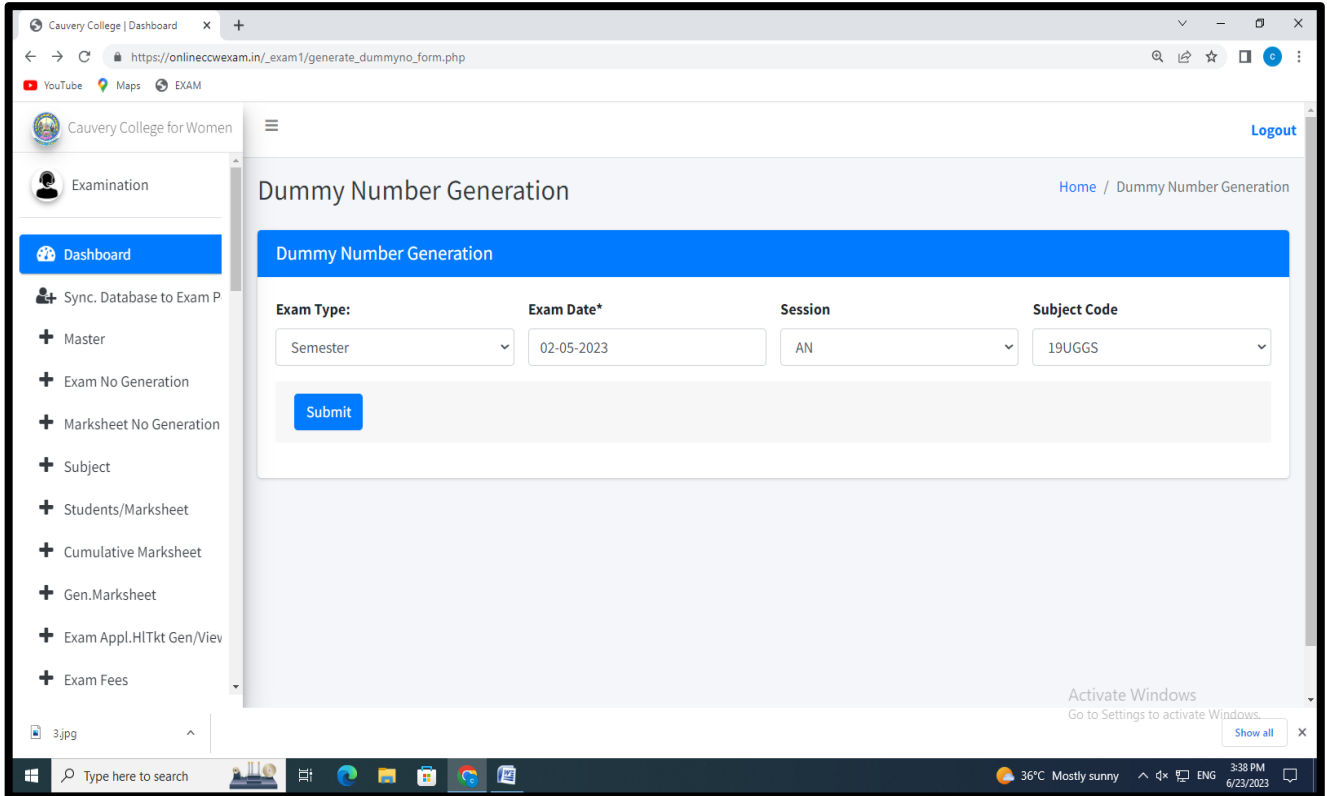 Cauvery College | Dashboard
https://onlineccwexam.in/_exam1/generate_dummyno_form.php
YouTube Maps EXAM
Cauvery College for Women
Logout
Examination
Dummy Number Generation
Home / Dummy Number Generation
Dashboard
Sync. Database to Exam P
Master
Exam No Generation
Marksheet No Generation
Subject
Students/Marksheet
Cumulative Marksheet
Gen.Marksheet
Exam Appl.HlTkt Gen/View
Exam Fees
Dummy Number Generation
Exam Type: Exam Date* Session Subject Code
Semester 02-05-2023 AN 19UGGS
Submit
Activate Windows
Go to Settings to activate Windows.
3.jpg
Show all
Type here to search
36°C Mostly sunny
ENG
3:38 PM
6/23/2023